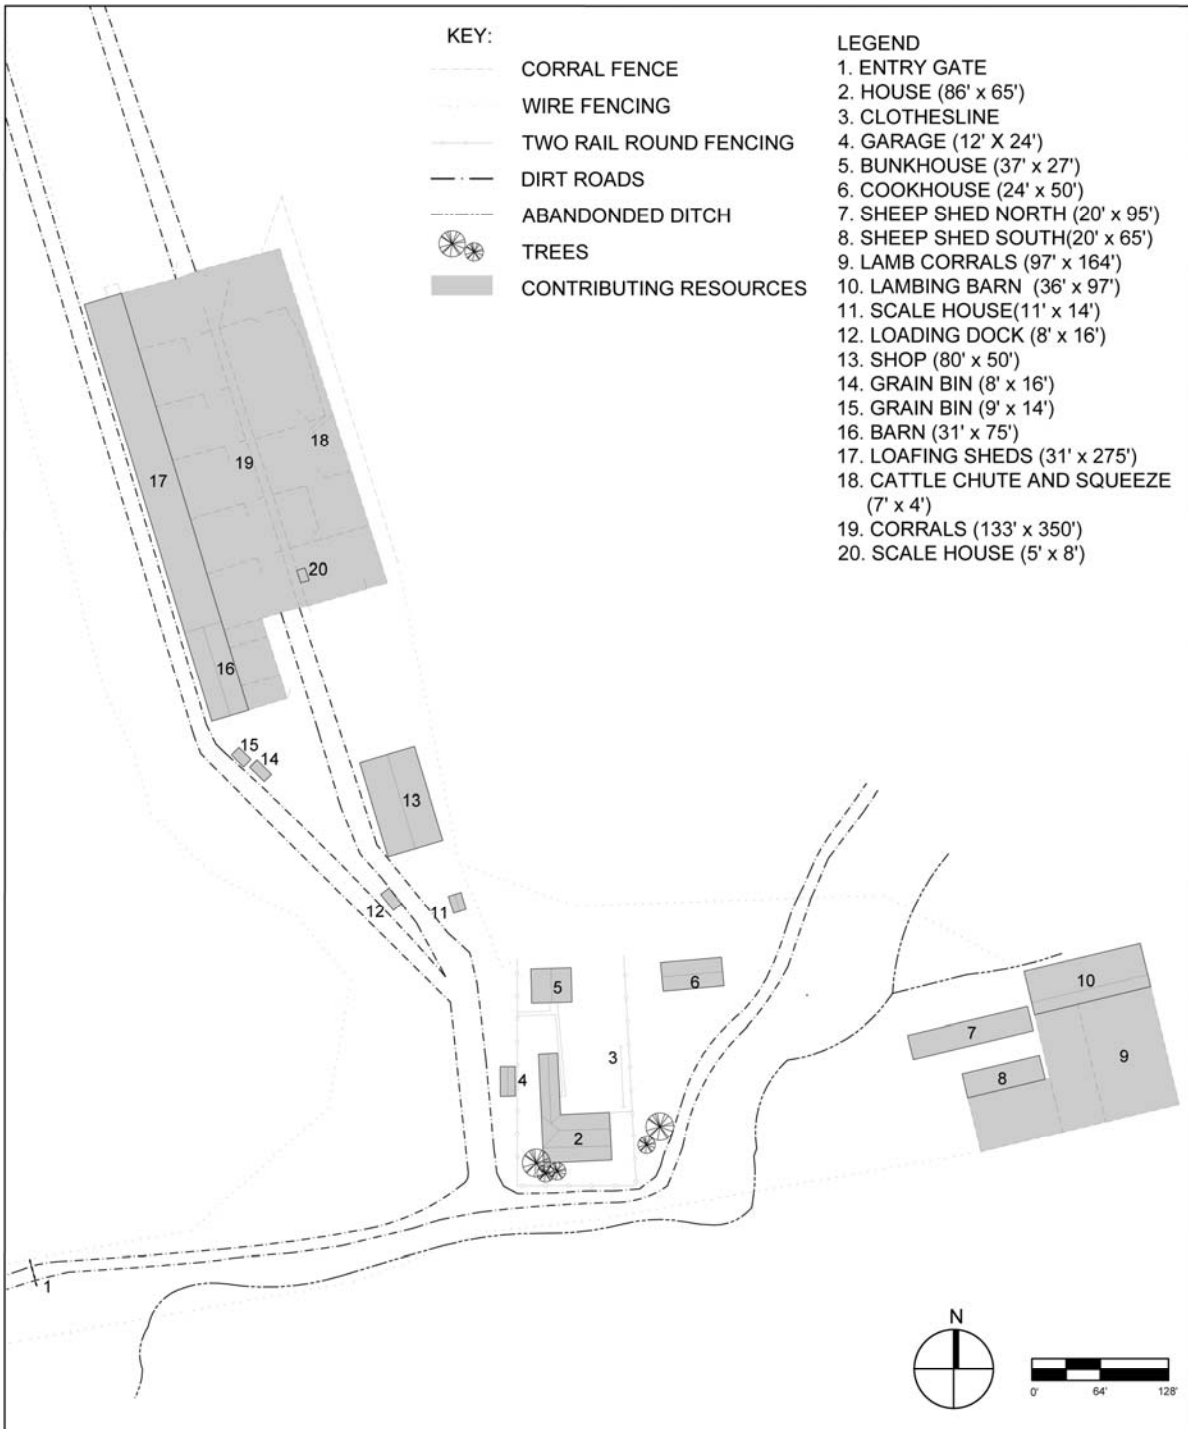 KEY:
CORRAL FENCE
WIRE FENCING
TWO RAIL ROUND FENCING
DIRT ROADS
ABANDONDED DITCH
TREES
CONTRIBUTING RESOURCES
LEGEND
1. ENTRY GATE
2. HOUSE (86' x 65')
3. CLOTHESLINE
4. GARAGE (12' X 24')
5. BUNKHOUSE (37' x 27')
6. COOKHOUSE (24' x 50')
7. SHEEP SHED NORTH (20' x 95')
8. SHEEP SHED SOUTH(20' x 65')
9. LAMB CORRALS (97' x 164')
10. LAMBING BARN (36' x 97')
11. SCALE HOUSE(11' x 14')
12. LOADING DOCK (8' x 16')
13. SHOP (80' x 50')
14. GRAIN BIN (8' x 16')
15. GRAIN BIN (9' x 14')
16. BARN (31' x 75')
17. LOAFING SHEDS (31' x 275')
18. CATTLE CHUTE AND SQUEEZE
(7' x 4')
19. CORRALS (133' x 350')
20. SCALE HOUSE (5' x 8')
18
19
17
20
16
15
14
13
12
11
5
6
10
7
3
9
4
8
2
1
N
0'
64'
128'